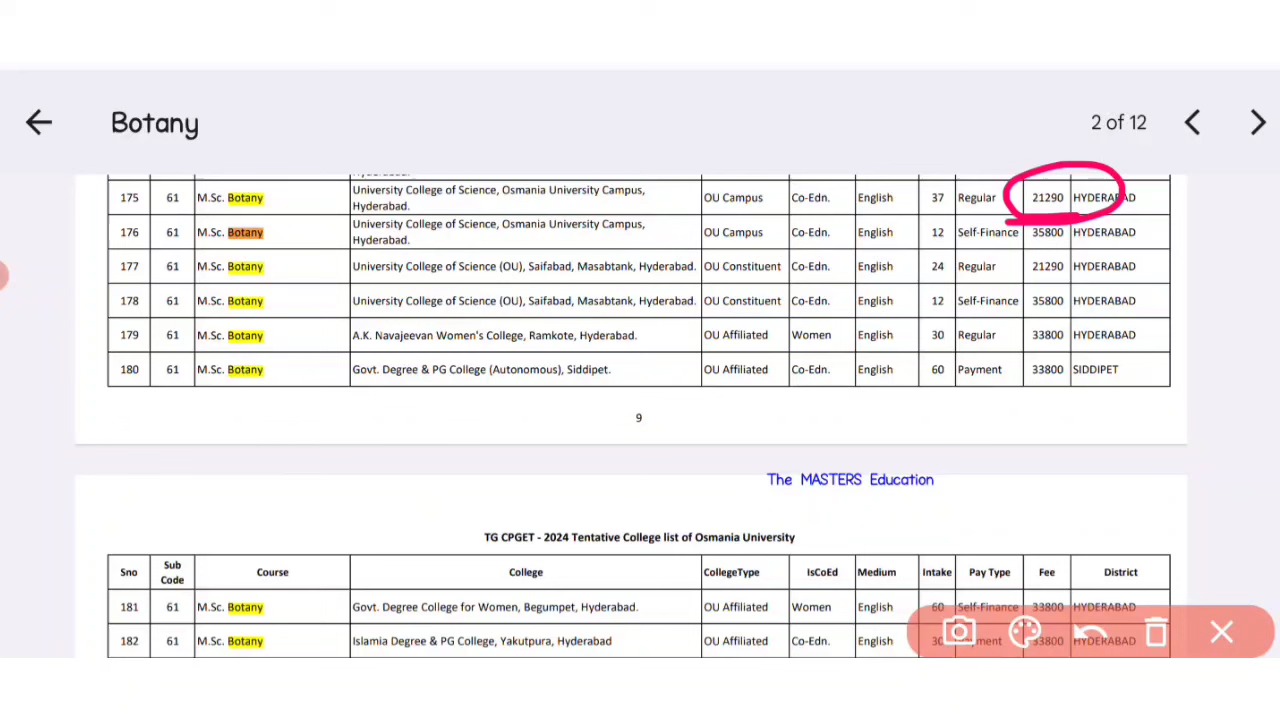 Botany
2 of 12
175 61 M.Sc. Botany University College of Science, Osmania University Campus, Hyderabad. OU Campus Co-Edn. English 37 Regular 21290 HYDERABAD
176 61 M.Sc. Botany University College of Science, Osmania University Campus, Hyderabad. OU Campus Co-Edn. English 12 Self-Finance 35800 HYDERABAD
177 61 M.Sc. Botany University College of Science (OU), Saifabad, Masabtank, Hyderabad. OU Constituent Co-Edn. English 24 Regular 21290 HYDERABAD
178 61 M.Sc. Botany University College of Science (OU), Saifabad, Masabtank, Hyderabad. OU Constituent Co-Edn. English 12 Self-Finance 35800 HYDERABAD
179 61 M.Sc. Botany A.K. Navajeevan Women's College, Ramkote, Hyderabad. OU Affiliated Women English 30 Regular 33800 HYDERABAD
180 61 M.Sc. Botany Govt. Degree & PG College (Autonomous), Siddipet. OU Affiliated Co-Edn. English 60 Payment 33800 SIDDIPET
9
The MASTERS Education
TG CPGET - 2024 Tentative College list of Osmania University
Sno Sub Code Course College CollegeType IsCoEd Medium Intake Pay Type Fee District
181 61 M.Sc. Botany Govt. Degree College for Women, Begumpet, Hyderabad. OU Affiliated Women English 60 Self-Finance 33800 HYDERABAD
182 61 M.Sc. Botany Islamia Degree & PG College, Yakutpura, Hyderabad OU Affiliated Co-Edn. English 33800 HYDERABAD